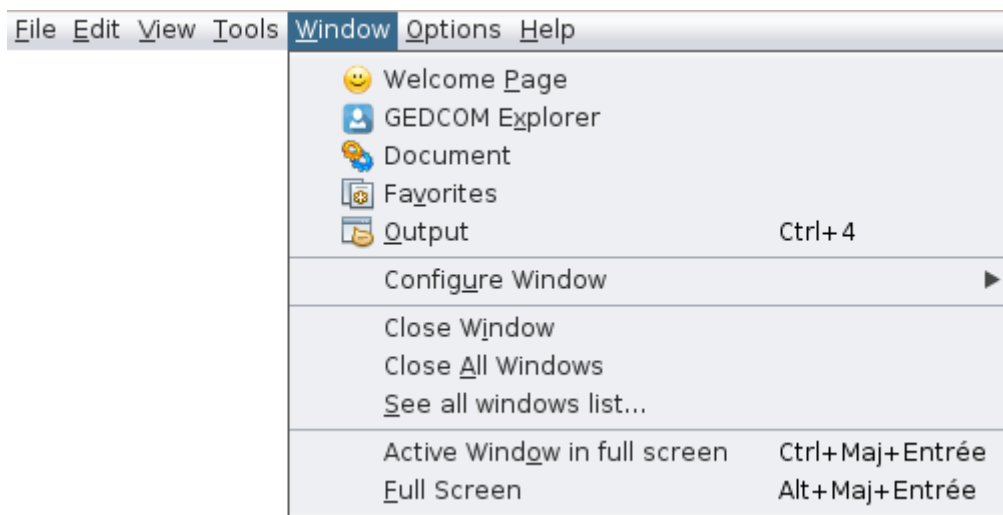 File Edit View Tools Window Options Help
Welcome Page
GEDCOM Explorer
Document
Favorites
Output Ctrl+4
Configure Window
Close Window
Close All Windows
See all windows list...
Active Window in full screen Ctrl+Maj+Entrée
Full Screen Alt+Maj+Entrée